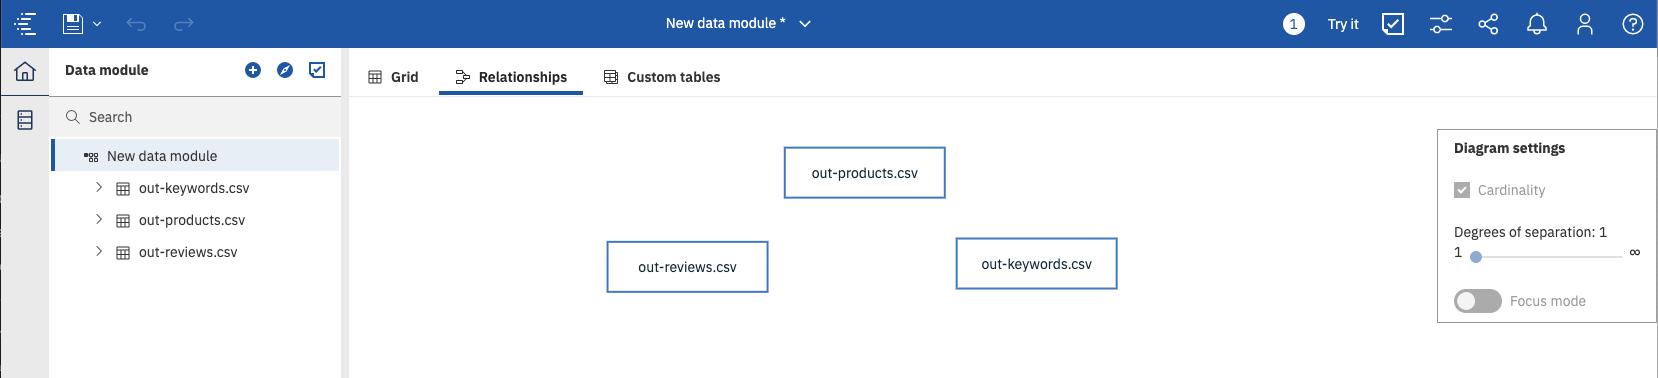 New data module *
1
Try it
Data module
Search
New data module
out-keywords.csv
out-products.csv
out-reviews.csv
Grid
Relationships
Custom tables
out-products.csv
out-reviews.csv
out-keywords.csv
Diagram settings
Cardinality
Degrees of separation: 1
1 ∞
Focus mode